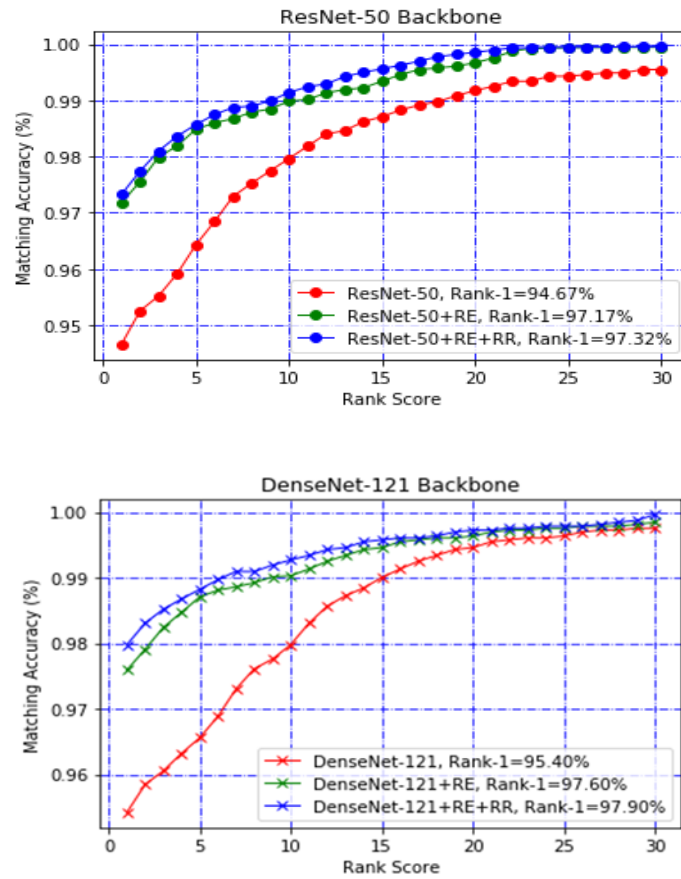 ResNet-50 Backbone
Matching Accuracy (%)
1.00
0.99
0.98
0.97
0.96
0.95
ResNet-50, Rank-1=94.67%
ResNet-50+RE, Rank-1=97.17%
ResNet-50+RE+RR, Rank-1=97.32%
0 5 10 15 20 25 30
Rank Score
DenseNet-121 Backbone
Matching Accuracy (%)
1.00
0.99
0.98
0.97
0.96
DenseNet-121, Rank-1=95.40%
DenseNet-121+RE, Rank-1=97.60%
DenseNet-121+RE+RR, Rank-1=97.90%
0 5 10 15 20 25 30
Rank Score